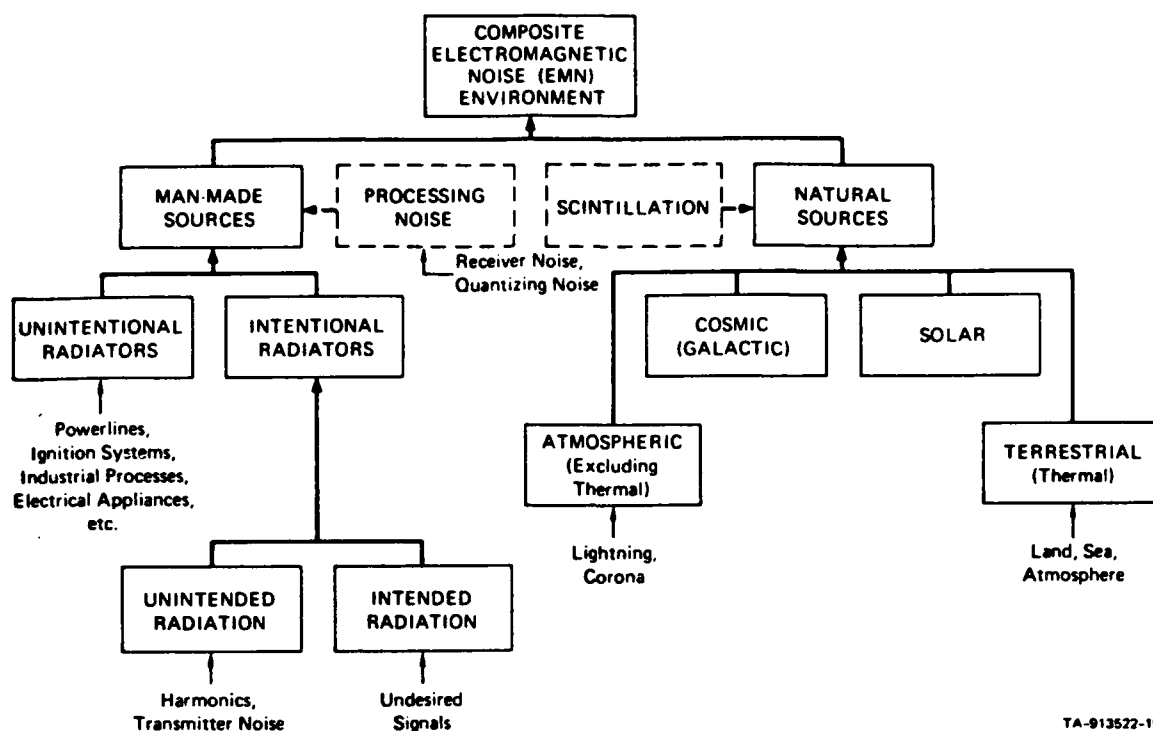 COMPOSITE
ELECTROMAGNETIC
NOISE (EMN)
ENVIRONMENT
MAN-MADE
SOURCES
PROCESSING
NOISE
SCINTILLATION
NATURAL
SOURCES
Receiver Noise,
Quantizing Noise
UNINTENTIONAL
RADIATORS
INTENTIONAL
RADIATORS
COSMIC
(GALACTIC)
SOLAR
Powerlines,
Ignition Systems,
Industrial Processes,
Electrical Appliances,
etc.
ATMOSPHERIC
(Excluding
Thermal)
TERRESTRIAL
(Thermal)
Lightning,
Corona
Land, Sea,
Atmosphere
UNINTENDED
RADIATION
INTENDED
RADIATION
Harmonics,
Transmitter Noise
Undesired
Signals